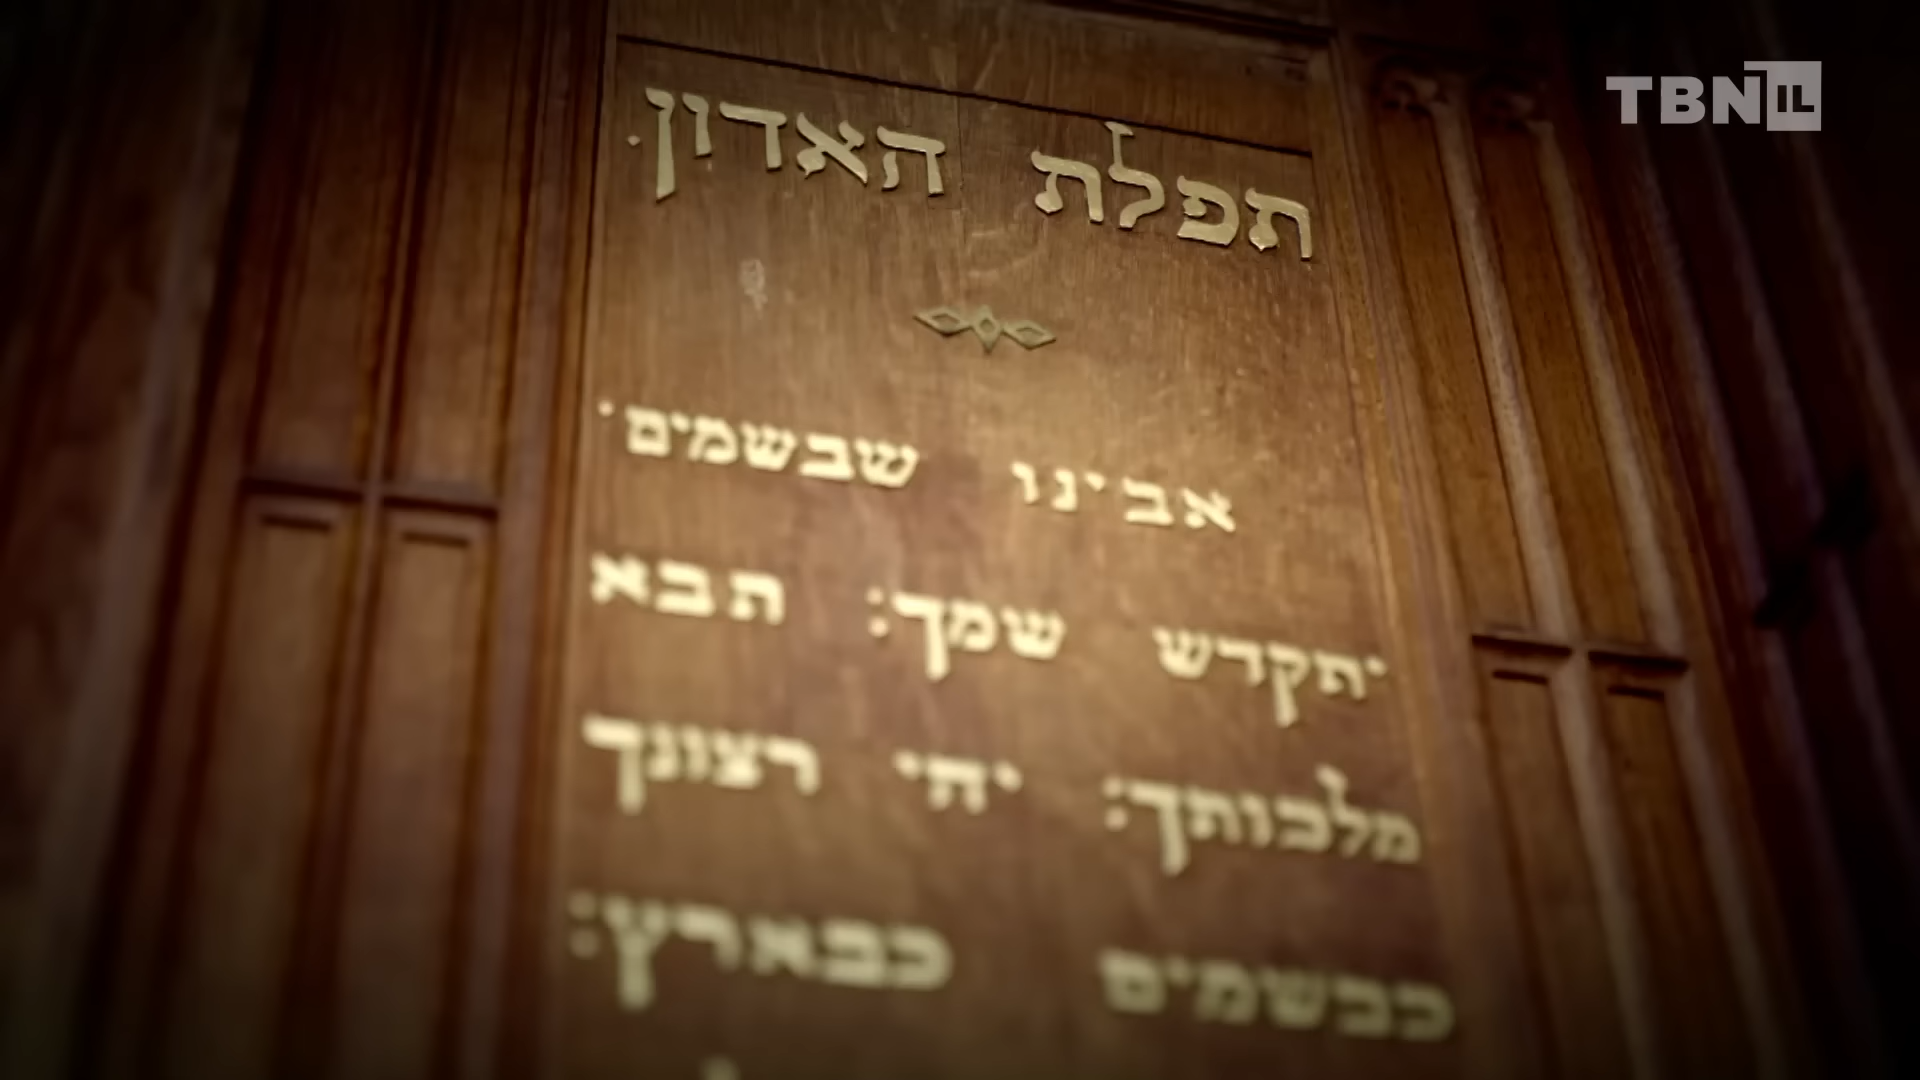 TBN IL
תפלת האדון.
אבינו שבשמים.
יתקדש שמך: תבא
מלכותך: יהי רצונך
כבשמים כבארץ: